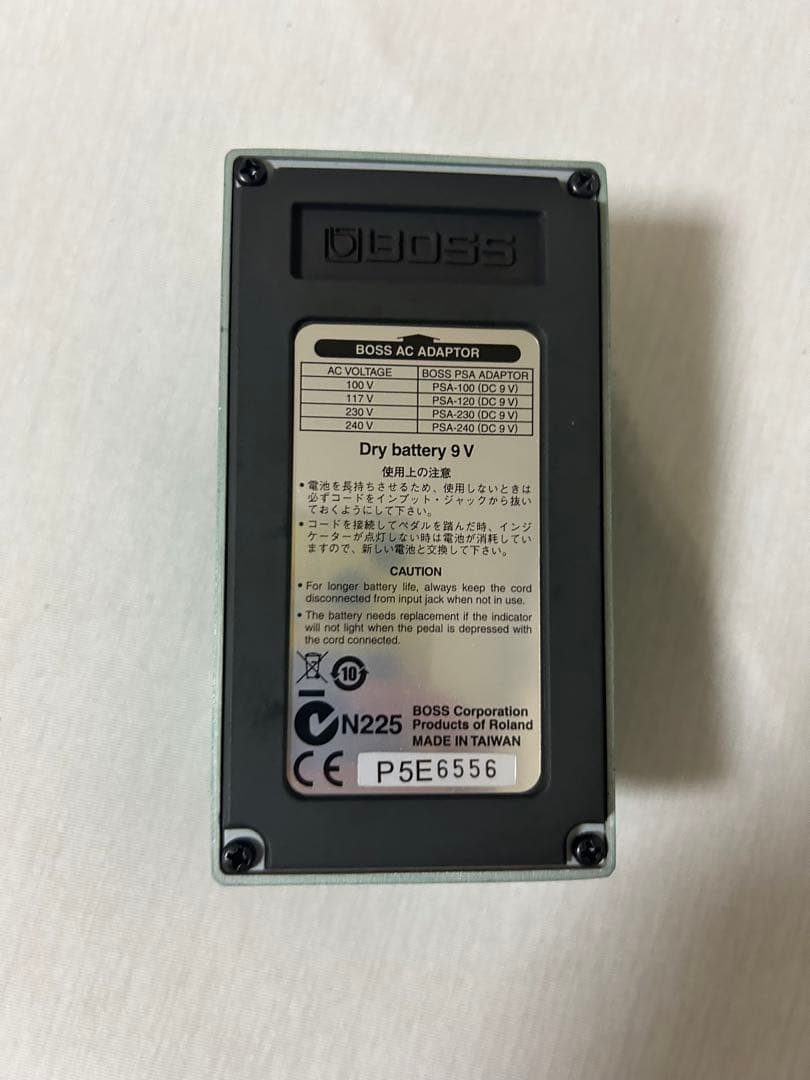 BOSS
BOSS AC ADAPTOR
AC VOLTAGE BOSS PSA ADAPTOR
100 V PSA-100 (DC 9 V)
117 V PSA-120 (DC 9 V)
230 V PSA-230 (DC 9 V)
240 V PSA-240 (DC 9 V)
Dry battery 9 V
使用上の注意
• 電池を長持ちさせるため、使用しないときは
必ずコードをインプット・ジャックから抜い
ておくようにして下さい。
• コードを接続してペダルを踏んだ時、インジ
ケーターが点灯しない時は電池が消耗してい
ますので、新しい電池と交換して下さい。
CAUTION
• For longer battery life, always keep the cord
disconnected from input jack when not in use.
• The battery needs replacement if the indicator
will not light when the pedal is depressed with
the cord connected.
10
N225
BOSS Corporation
Products of Roland
MADE IN TAIWAN
CE P5E6556